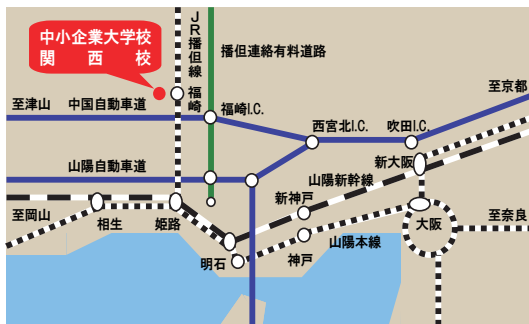 中小企業大学校
関西校
JR播但線
播但連絡有料道路
福崎
至京都
至津山
中国自動車道
福崎I.C.
西宮北I.C.
吹田I.C.
山陽自動車道
新大阪
山陽新幹線
新神戸
至岡山
相生
姫路
大阪
至奈良
山陽本線
明石
神戸